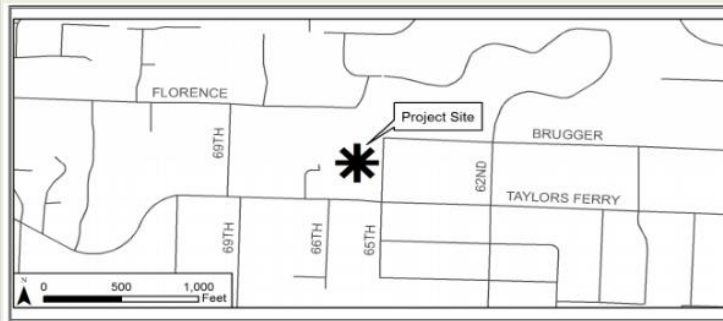 FLORENCE
Project Site
BRUGGER
69TH
62ND
TAYLORS FERRY
69TH
66TH
65TH
N
0 500 1,000
Feet